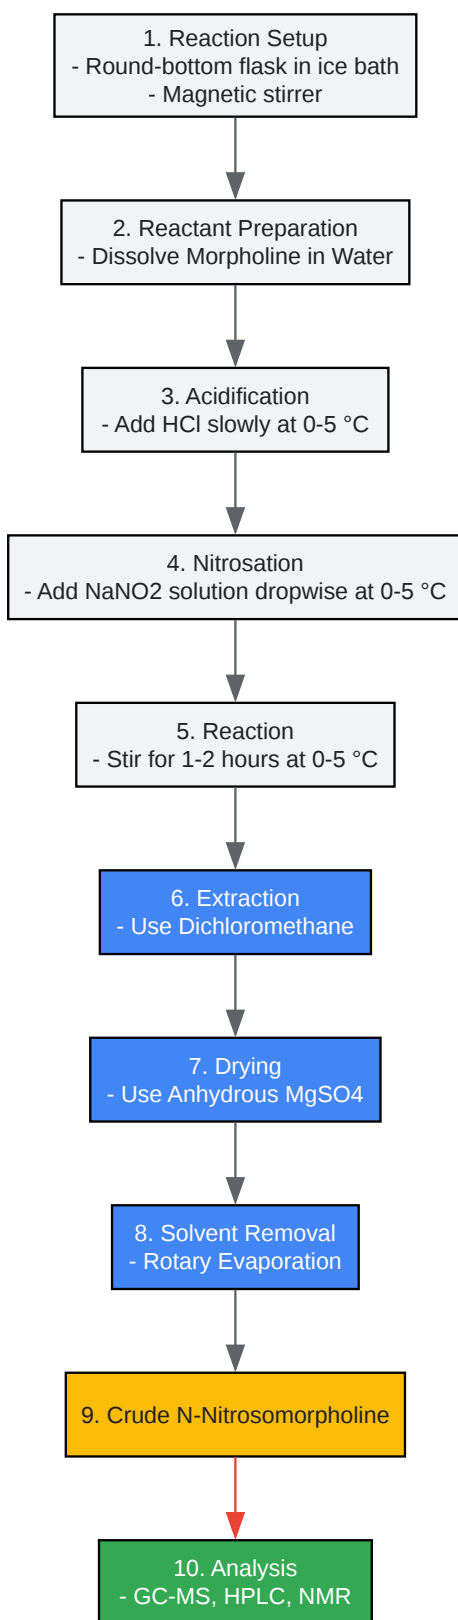 1. Reaction Setup
- Round-bottom flask in ice bath
- Magnetic stirrer
2. Reactant Preparation
- Dissolve Morpholine in Water
3. Acidification
- Add HCl slowly at 0-5 °C
4. Nitrosation
- Add NaNO2 solution dropwise at 0-5 °C
5. Reaction
- Stir for 1-2 hours at 0-5 °C
6. Extraction
- Use Dichloromethane
7. Drying
- Use Anhydrous MgSO4
8. Solvent Removal
- Rotary Evaporation
9. Crude N-Nitrosomorpholine
10. Analysis
- GC-MS, HPLC, NMR